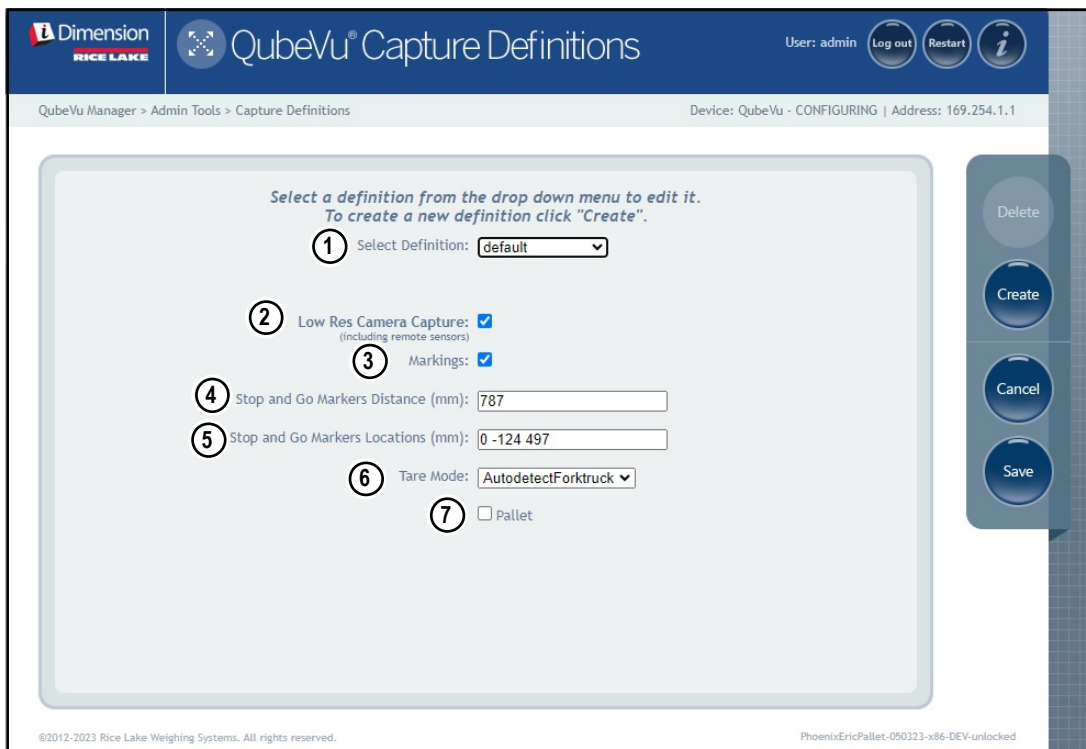 iDimension
RICE LAKE
QubeVu® Capture Definitions
User: admin
Log out
Restart
i
QubeVu Manager > Admin Tools > Capture Definitions
Device: QubeVu - CONFIGURING | Address: 169.254.1.1
Select a definition from the drop down menu to edit it.
To create a new definition click "Create".
1 Select Definition: default
2 Low Res Camera Capture:
(including remote sensors)
3 Markings:
4 Stop and Go Markers Distance (mm): 787
5 Stop and Go Markers Locations (mm): 0 -124 497
6 Tare Mode: AutodetectForktruck
7 Pallet
Delete
Create
Cancel
Save
©2012-2023 Rice Lake Weighing Systems. All rights reserved.
PhoenixEricPallet-050323-x86-DEV-unlocked